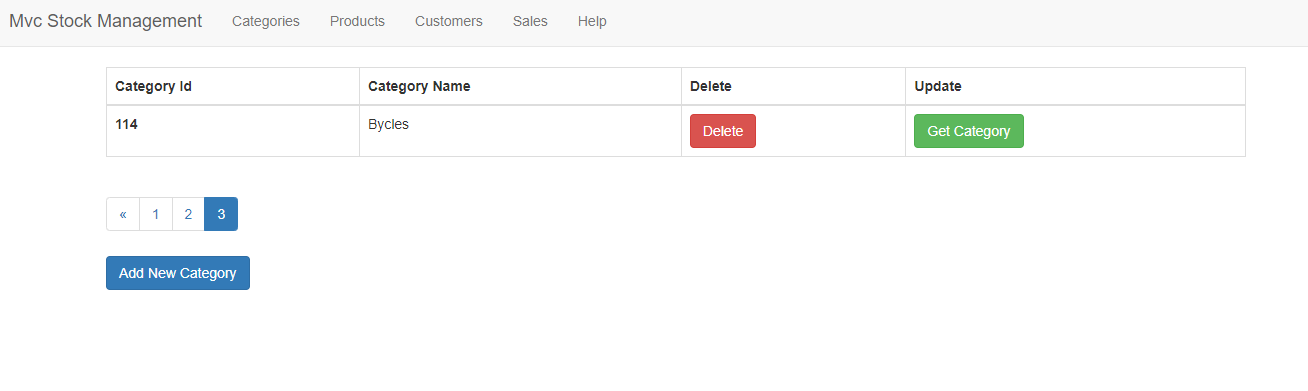 Mvc Stock Management Categories Products Customers Sales Help
Category Id Category Name Delete Update
114 Bycles Delete Get Category
« 1 2 3
Add New Category